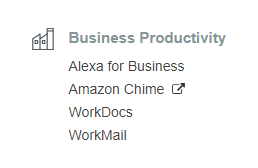 Business Productivity
Alexa for Business
Amazon Chime
WorkDocs
WorkMail